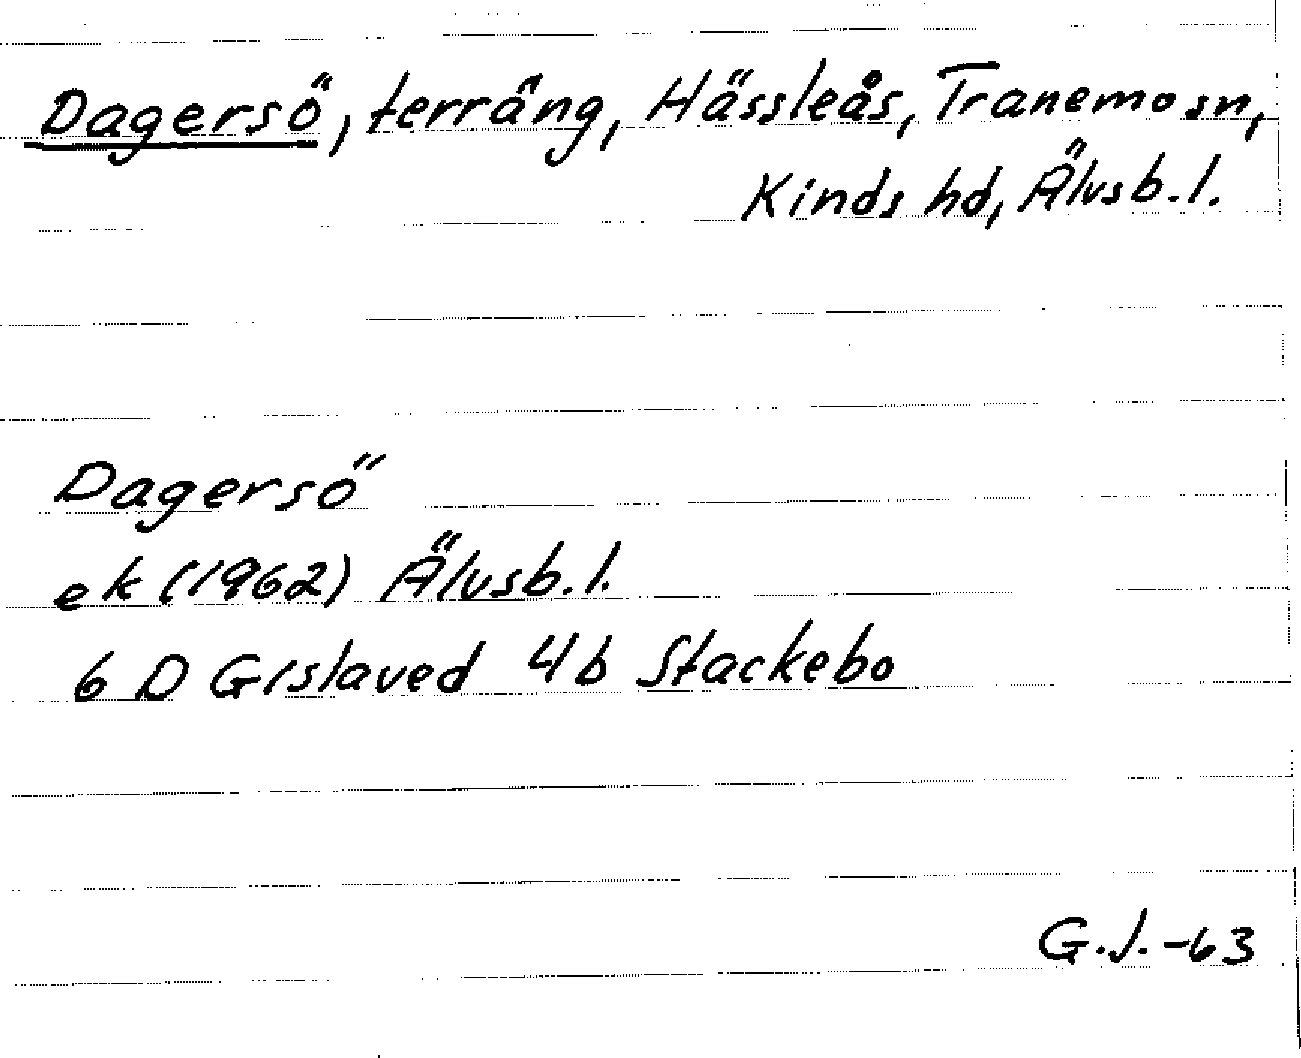 Dagersö, terräng, Hässleås, Tranemo sn,
Kinds hd, Älvsb. l.
Dagersö
ek (1962) Älvsb. l.
6 D Gislaved 4b Stackebo
G.J.-63